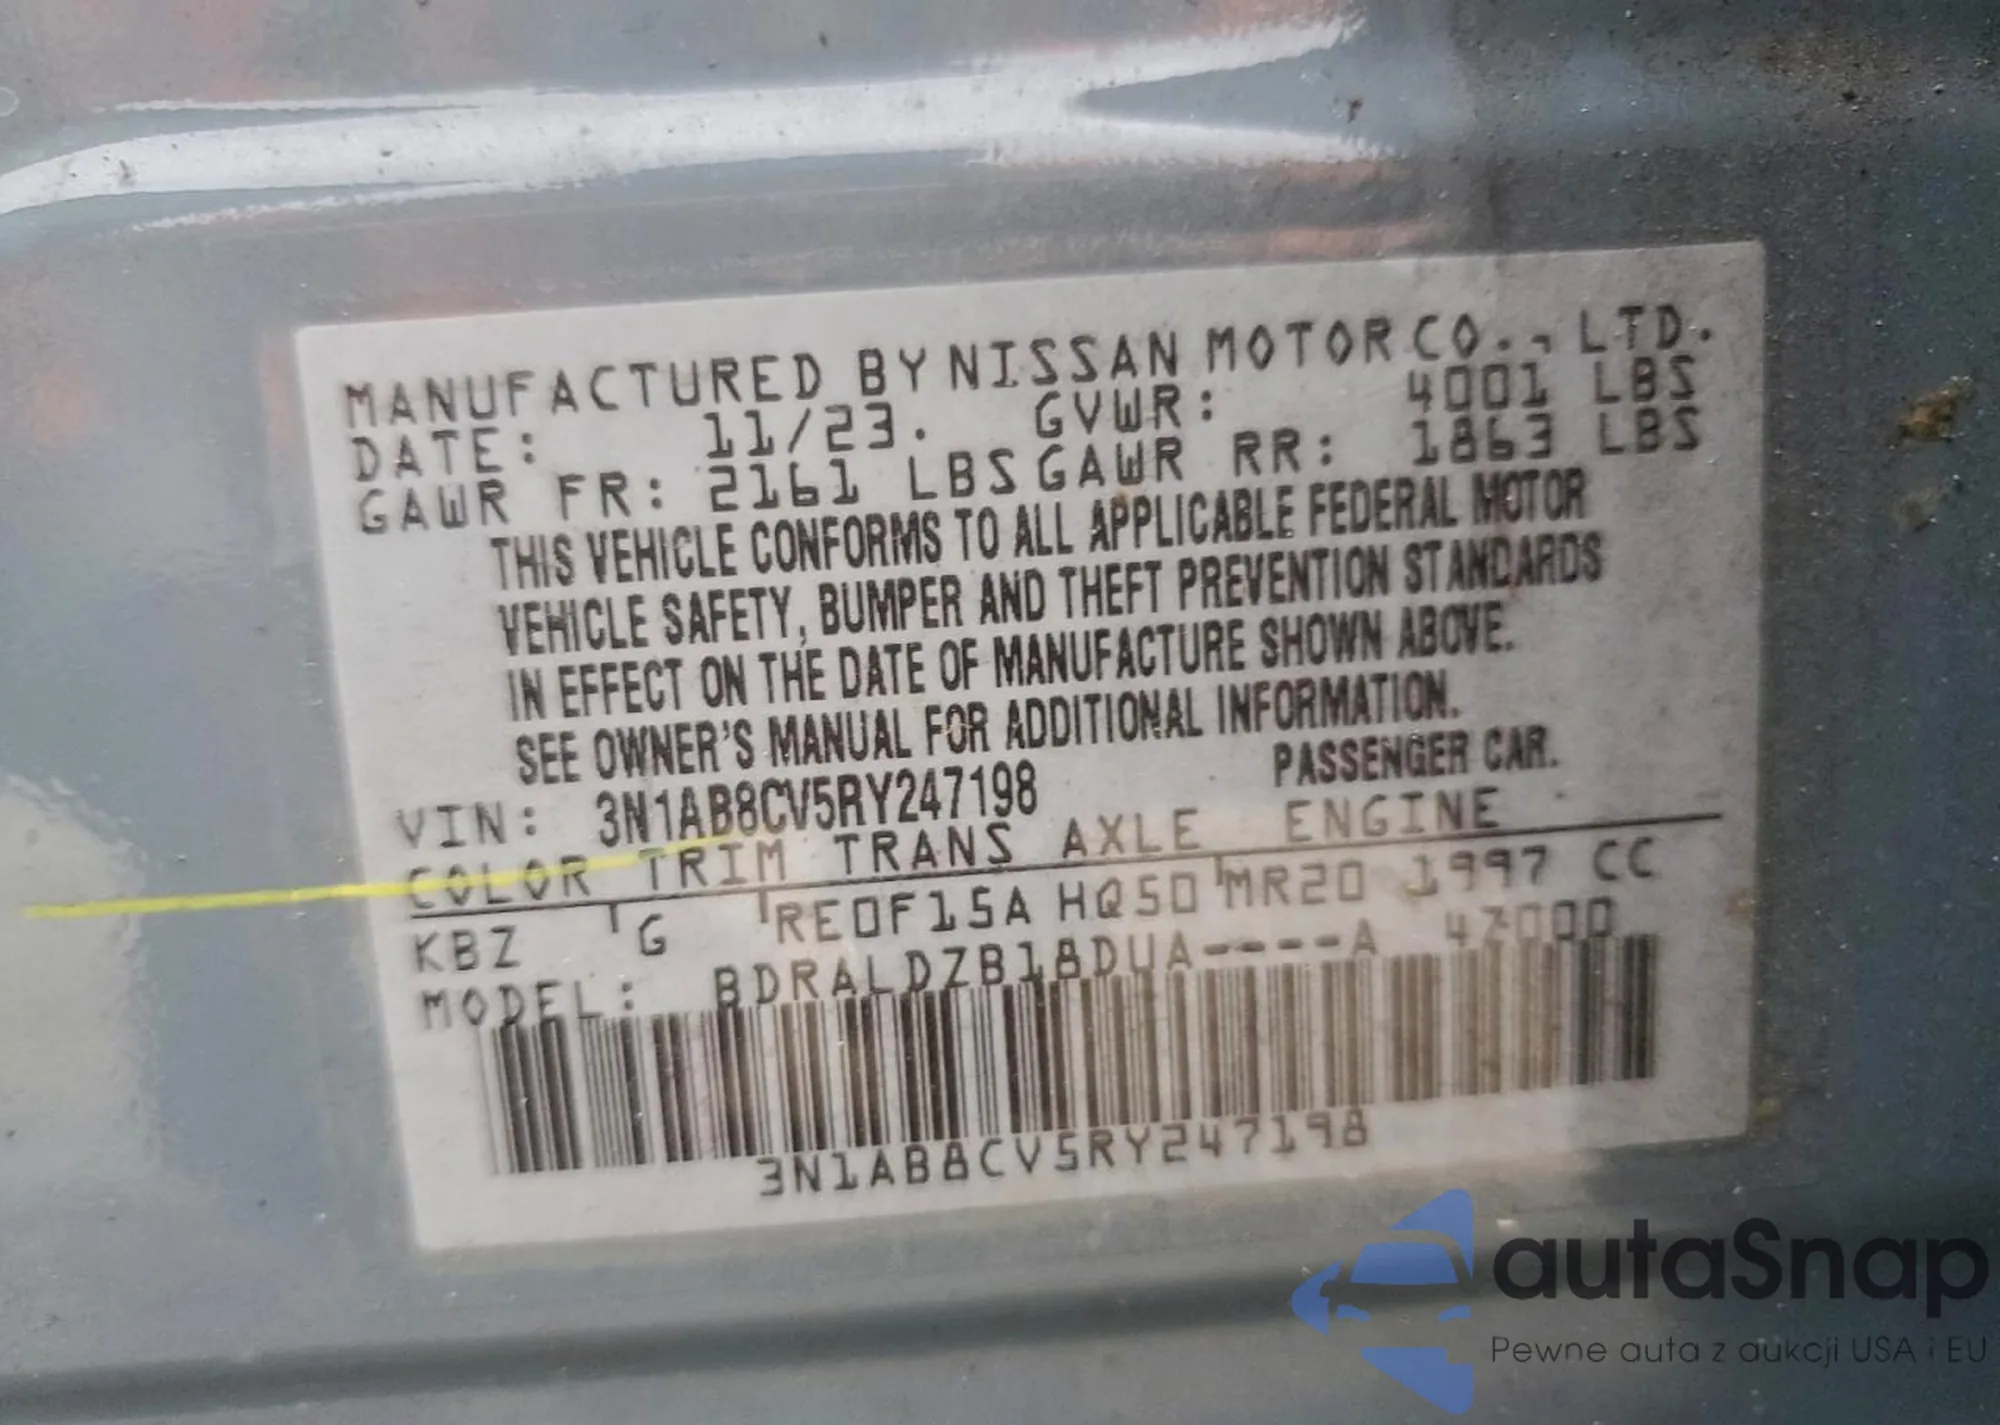 MANUFACTURED BY NISSAN MOTOR CO., LTD.
DATE: 11/23. GVWR: 4001 LBS
GAWR FR: 2161 LBS GAWR RR: 1863 LBS
THIS VEHICLE CONFORMS TO ALL APPLICABLE FEDERAL MOTOR
VEHICLE SAFETY, BUMPER AND THEFT PREVENTION STANDARDS
IN EFFECT ON THE DATE OF MANUFACTURE SHOWN ABOVE.
SEE OWNER'S MANUAL FOR ADDITIONAL INFORMATION.
VIN: 3N1AB8CV5RY247198 PASSENGER CAR.
COLOR TRIM TRANS AXLE ENGINE
KBZ G RE0F15A HQ50 MR20 1997 CC
MODEL: BDRALDZB18DUA----A 47000
3N1AB8CV5RY247198
autaSnap
Pewne auta z aukcji USA i EU